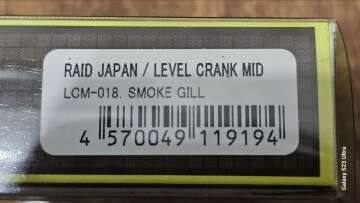 RAID JAPAN / LEVEL CRANK MID
LCM-018. SMOKE GILL
4 570049 119194
Galaxy S23 Ultra